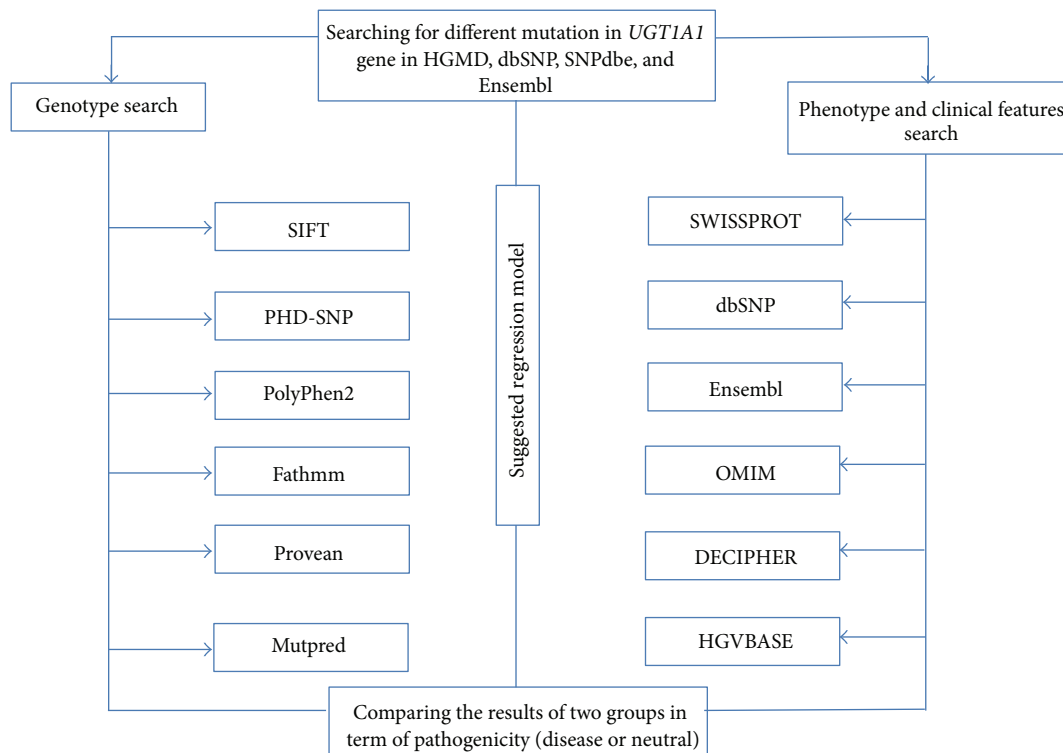 Searching for different mutation in UGT1A1
gene in HGMD, dbSNP, SNPdbe, and
Ensembl
Genotype search
Phenotype and clinical features
search
SIFT
PHD-SNP
PolyPhen2
Fathmm
Provean
Mutpred
Suggested regression model
SWISSPROT
dbSNP
Ensembl
OMIM
DECIPHER
HGVBASE
Comparing the results of two groups in
term of pathogenicity (disease or neutral)